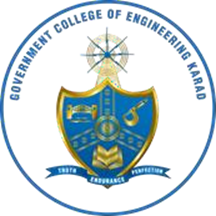 GOVERNMENT COLLEGE OF ENGINEERING KARAD
TRUTH
ENDURANCE
PERFECTION